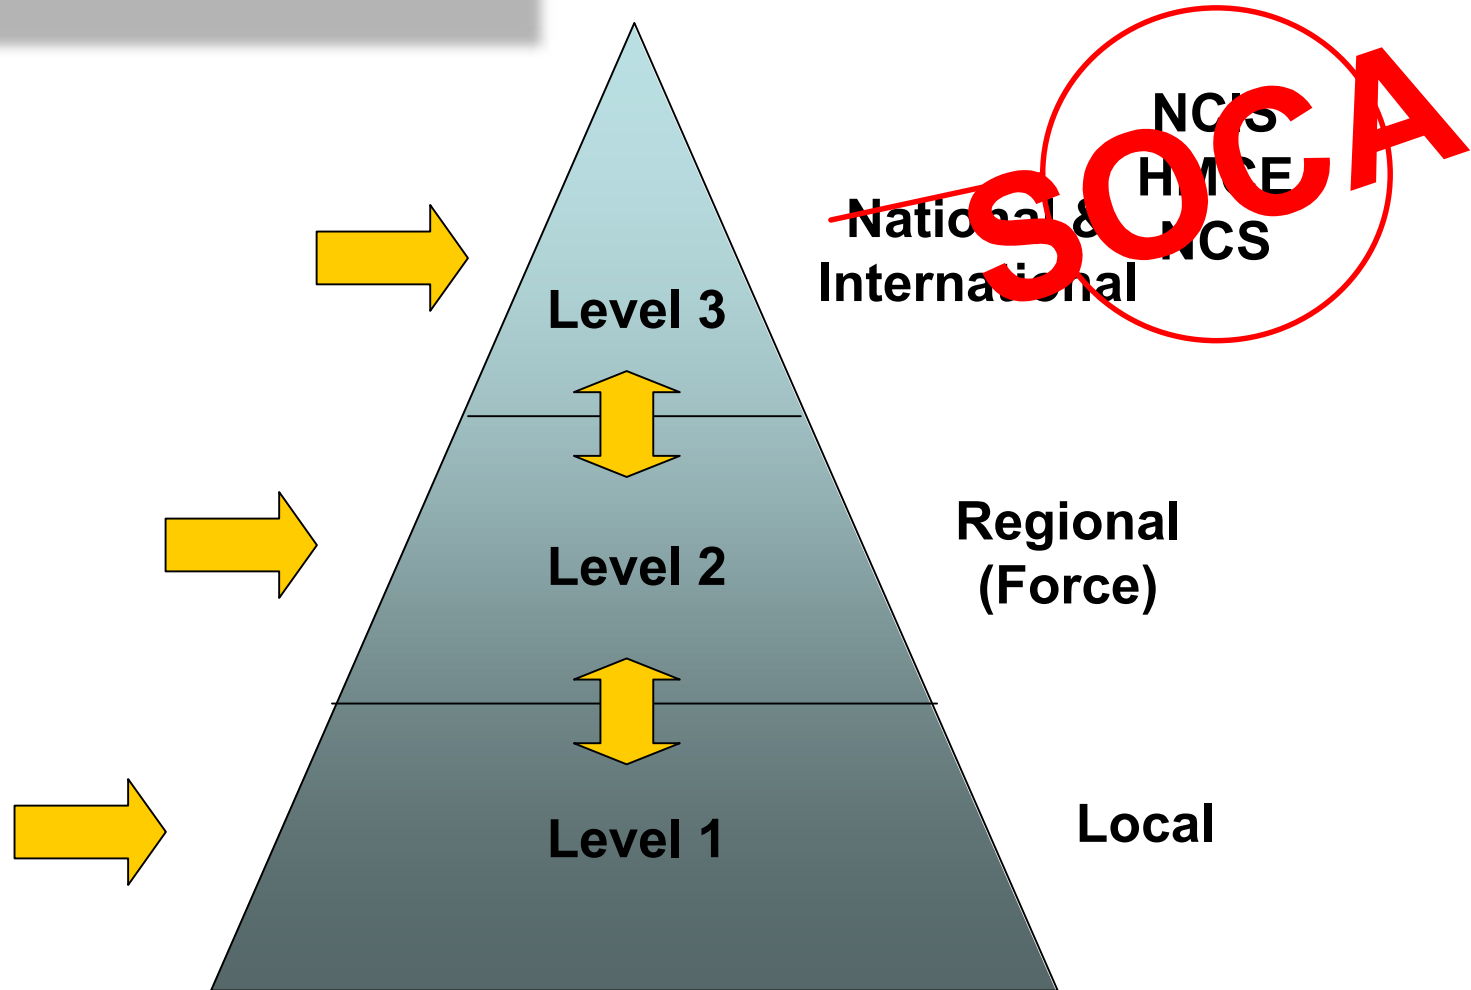 NCIS
HMCE
NCS
SOCA
National &
International
Level 3
Level 2
Regional
(Force)
Level 1
Local